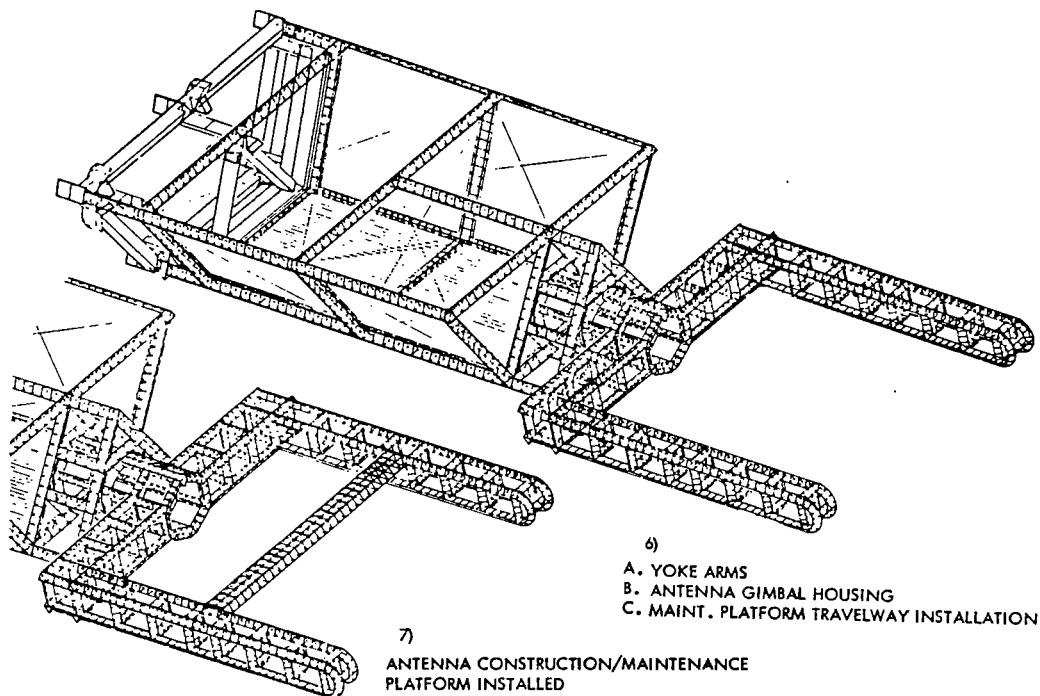 6)
A. YOKE ARMS
B. ANTENNA GIMBAL HOUSING
C. MAINT. PLATFORM TRAVELWAY INSTALLATION
7)
ANTENNA CONSTRUCTION/MAINTENANCE
PLATFORM INSTALLED